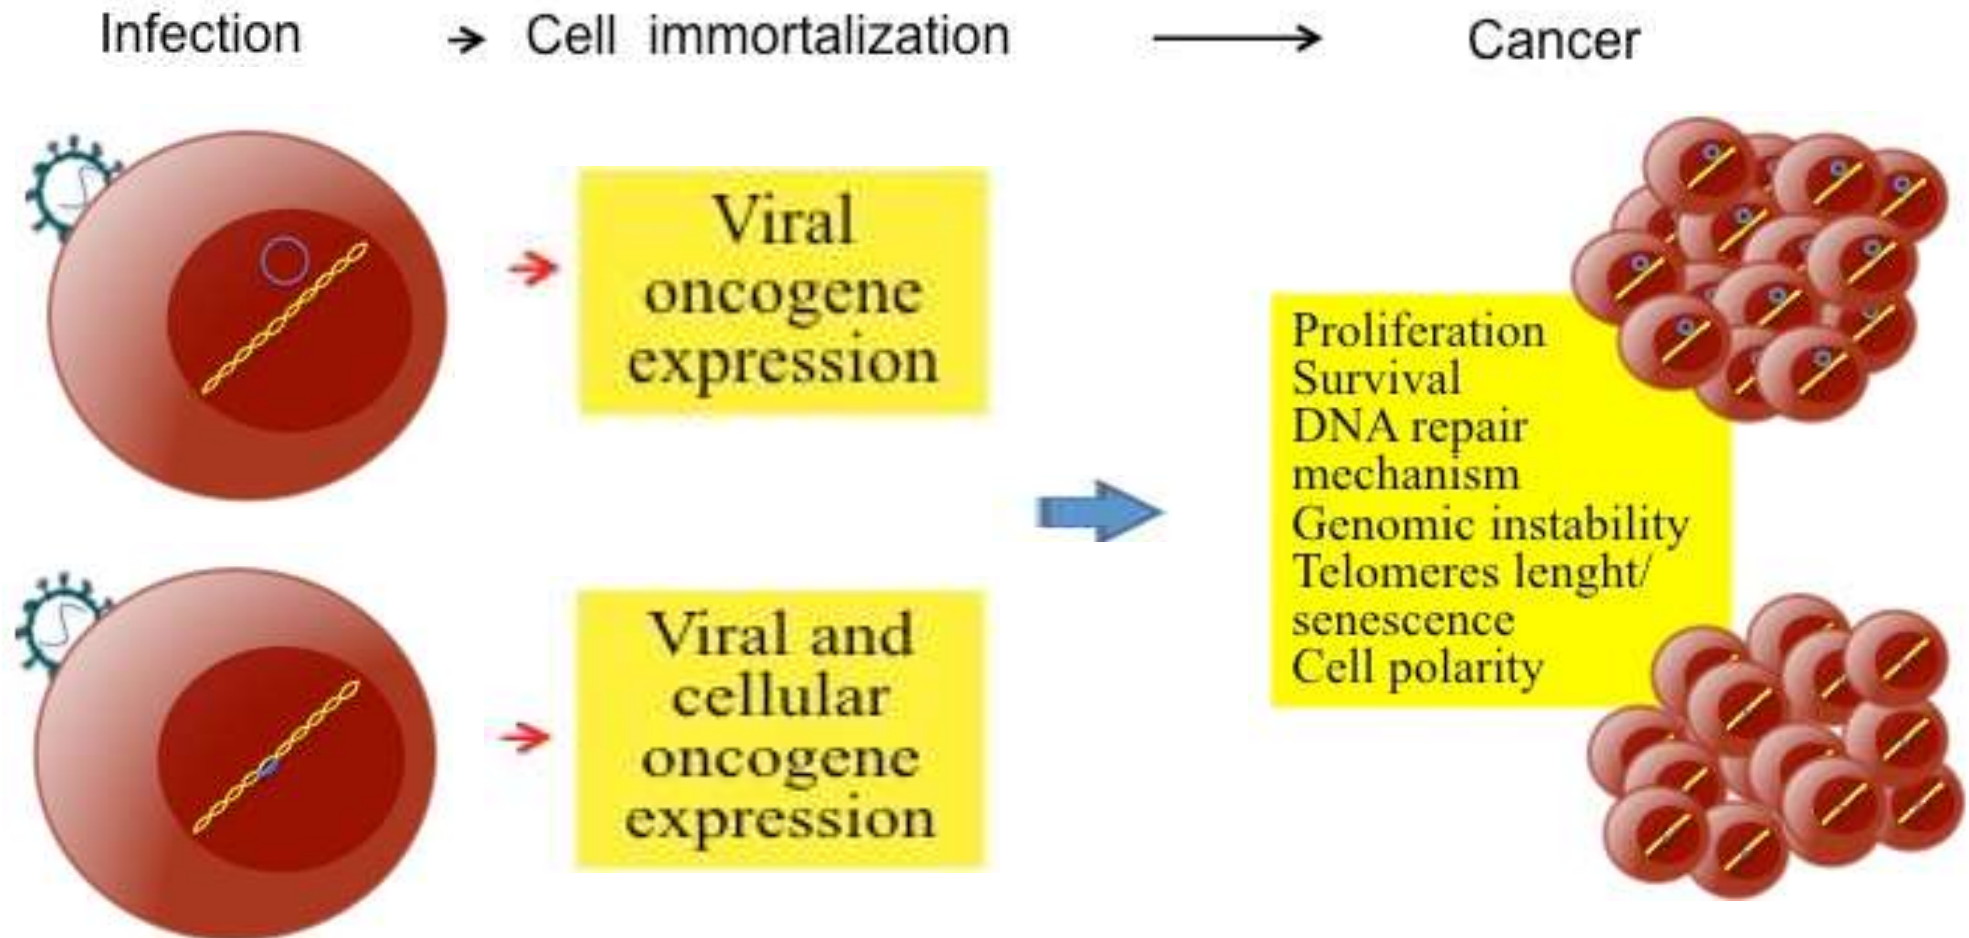 Infection → Cell immortalization → Cancer
Viral
oncogene
expression
Viral and
cellular
oncogene
expression
Proliferation
Survival
DNA repair
mechanism
Genomic instability
Telomeres lenght/
senescence
Cell polarity